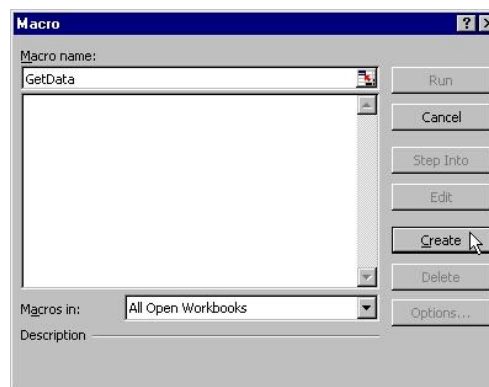 Macro
Macro name:
GetData
Run
Cancel
Step Into
Edit
Create
Delete
Macros in:
All Open Workbooks
Options...
Description